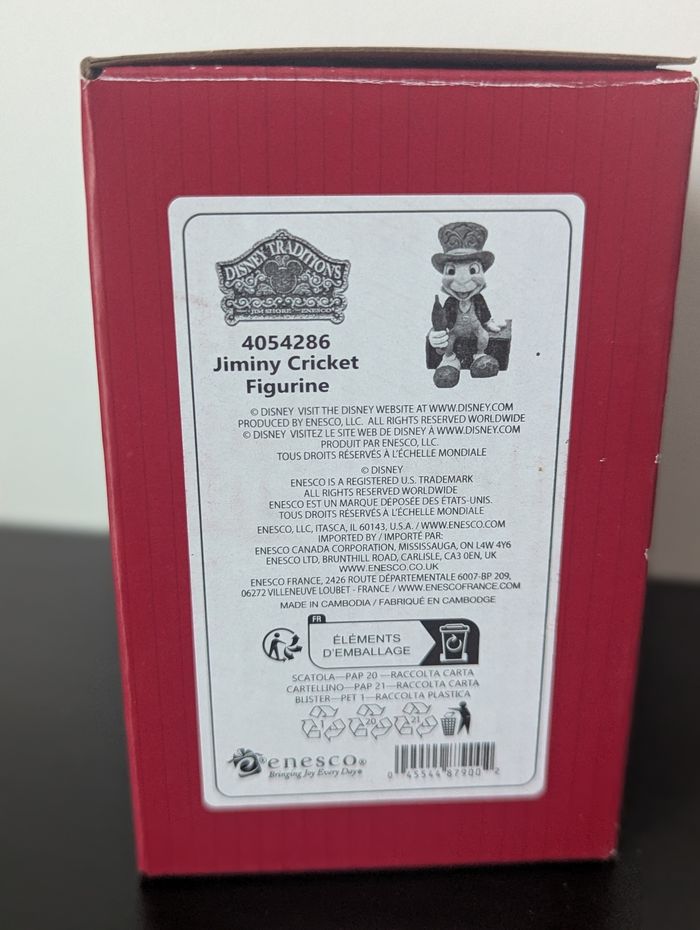 DISNEY TRADITIONS
JIM SHORE ENESCO
4054286
Jiminy Cricket
Figurine
© DISNEY VISIT THE DISNEY WEBSITE AT WWW.DISNEY.COM
PRODUCED BY ENESCO, LLC. ALL RIGHTS RESERVED WORLDWIDE
© DISNEY VISITEZ LE SITE WEB DE DISNEY À WWW.DISNEY.COM
PRODUIT PAR ENESCO, LLC.
TOUS DROITS RÉSERVÉS À L'ÉCHELLE MONDIALE
© DISNEY
ENESCO IS A REGISTERED U.S. TRADEMARK
ALL RIGHTS RESERVED WORLDWIDE
ENESCO EST UN MARQUE DÉPOSÉE DES ÉTATS-UNIS.
TOUS DROITS RÉSERVÉS À L'ÉCHELLE MONDIALE
ENESCO, LLC, ITASCA, IL 60143, U.S.A. / WWW.ENESCO.COM
IMPORTED BY / IMPORTÉ PAR:
ENESCO CANADA CORPORATION, MISSISSAUGA, ON L4W 4Y6
ENESCO LTD, BRUNTHILL ROAD, CARLISLE, CA3 0EN, UK
WWW.ENESCO.CO.UK
ENESCO FRANCE, 2426 ROUTE DÉPARTEMENTALE 6007-BP 209,
06272 VILLENEUVE LOUBET - FRANCE / WWW.ENESCOFRANCE.COM
MADE IN CAMBODIA / FABRIQUÉ EN CAMBODGE
FR
ÉLÉMENTS
D'EMBALLAGE
SCATOLA—PAP 20 —RACCOLTA CARTA
CARTELLINO—PAP 21—RACCOLTA CARTA
BLISTER—PET 1—RACCOLTA PLASTICA
1 20 21
enesco®
Bringing Joy Every Day®
0 45544 87900 2